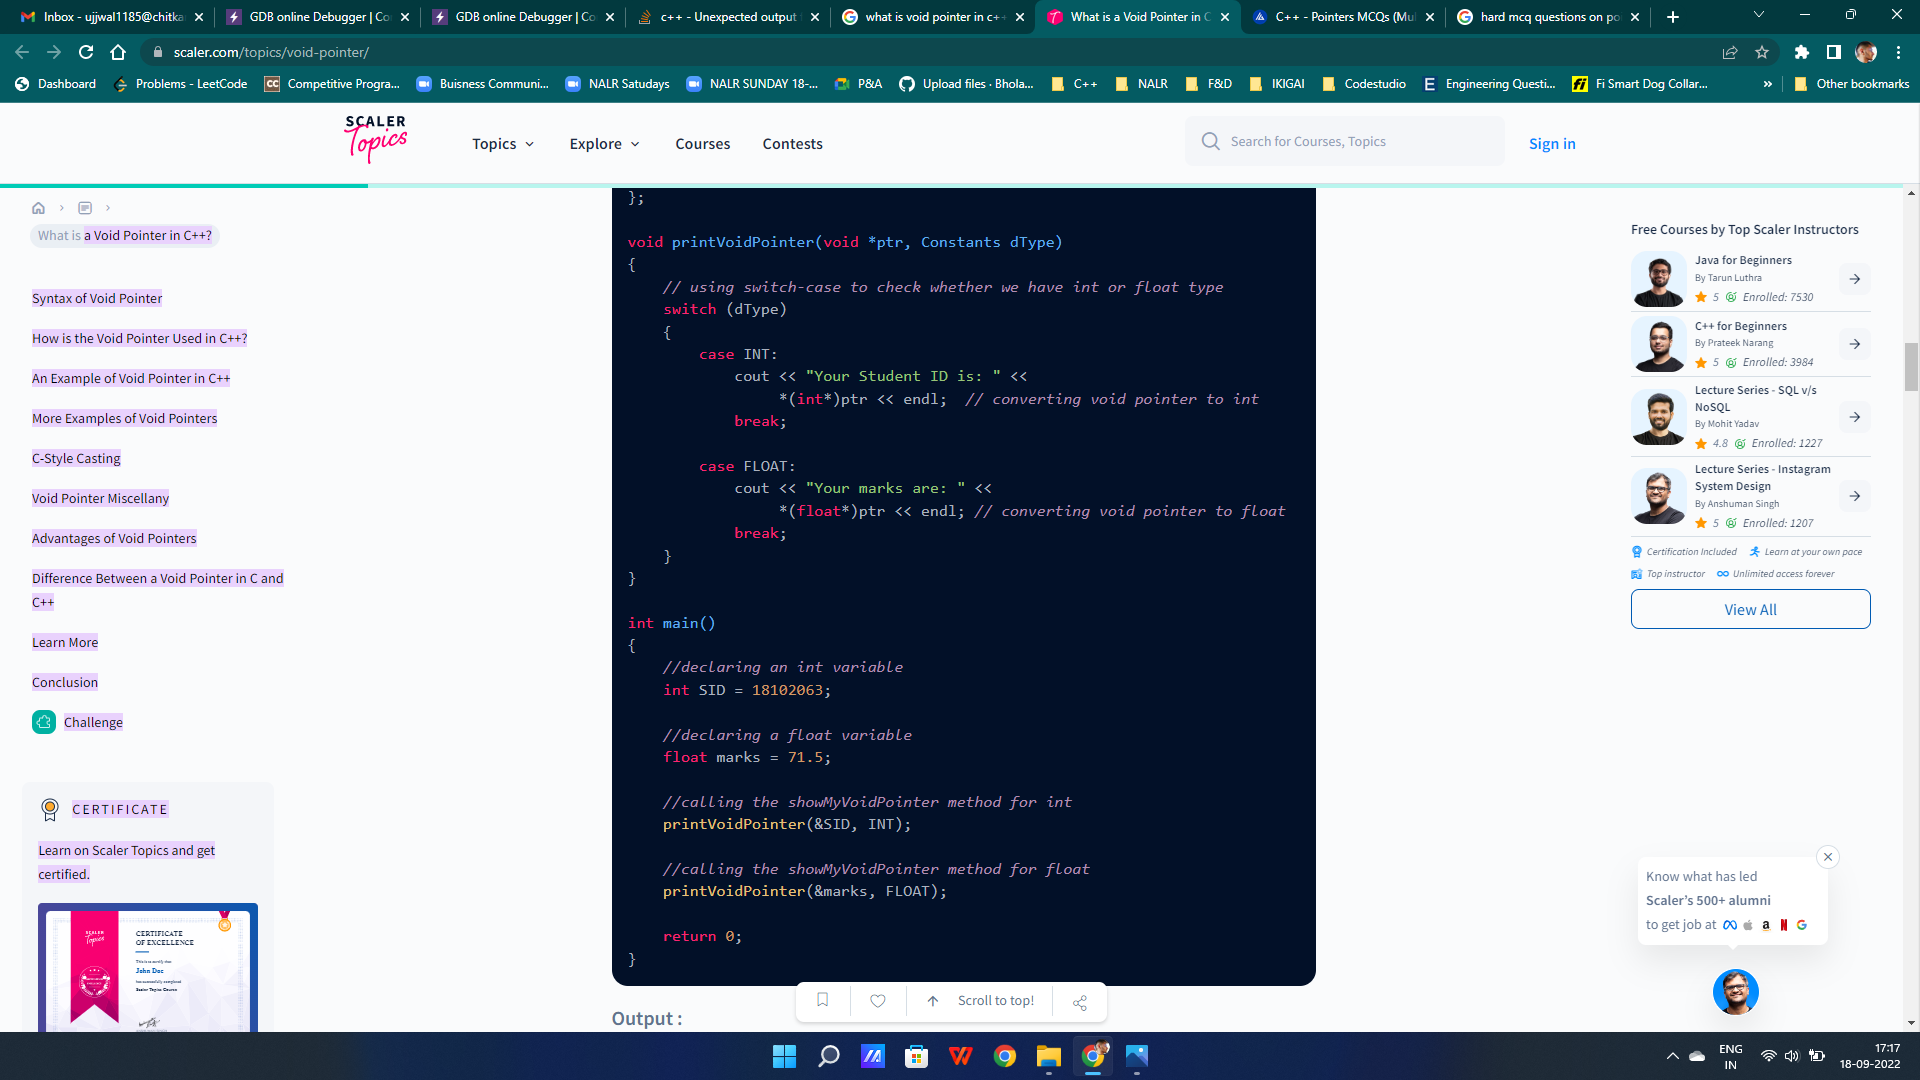 Inbox - ujjwal1185@chitka
GDB online Debugger | Co
GDB online Debugger | Co
c++ - Unexpected output
what is void pointer in c++
What is a Void Pointer in C
C++ - Pointers MCQs (Mul
hard mcq questions on po
scaler.com/topics/void-pointer/
Dashboard
Problems - LeetCode
Competitive Progra...
Buisness Communi...
NALR Satudays
NALR SUNDAY 18-...
P&A
Upload files · Bhola...
C++
NALR
F&D
IKIGAI
Codestudio
Engineering Questi...
Fi Smart Dog Collar...
»
Other bookmarks
SCALER
Topics
Topics
Explore
Courses
Contests
Search for Courses, Topics
Sign in
What is a Void Pointer in C++?
Syntax of Void Pointer
How is the Void Pointer Used in C++?
An Example of Void Pointer in C++
More Examples of Void Pointers
C-Style Casting
Void Pointer Miscellany
Advantages of Void Pointers
Difference Between a Void Pointer in C and
C++
Learn More
Conclusion
Challenge
CERTIFICATE
Learn on Scaler Topics and get
certified.
SCALER
Topics
CERTIFICATE
OF EXCELLENCE
This is to certify that
John Doe
has successfully completed
Scaler Topics Course
};
void printVoidPointer(void *ptr, Constants dType)
{
// using switch-case to check whether we have int or float type
switch (dType)
{
case INT:
cout << "Your Student ID is: " <<
*(int*)ptr << endl;  // converting void pointer to int
break;
case FLOAT:
cout << "Your marks are: " <<
*(float*)ptr << endl; // converting void pointer to float
break;
}
}
int main()
{
//declaring an int variable
int SID = 18102063;
//declaring a float variable
float marks = 71.5;
//calling the showMyVoidPointer method for int
printVoidPointer(&SID, INT);
//calling the showMyVoidPointer method for float
printVoidPointer(&marks, FLOAT);
return 0;
}
Scroll to top!
Output :
Free Courses by Top Scaler Instructors
Java for Beginners
By Tarun Luthra
5 Enrolled: 7530
C++ for Beginners
By Prateek Narang
5 Enrolled: 3984
Lecture Series - SQL v/s
NoSQL
By Mohit Yadav
4.8 Enrolled: 1227
Lecture Series - Instagram
System Design
By Anshuman Singh
5 Enrolled: 1207
Certification Included Learn at your own pace
Top instructor Unlimited access forever
View All
Know what has led
Scaler's 500+ alumni
to get job at
ENG
IN
17:17
18-09-2022